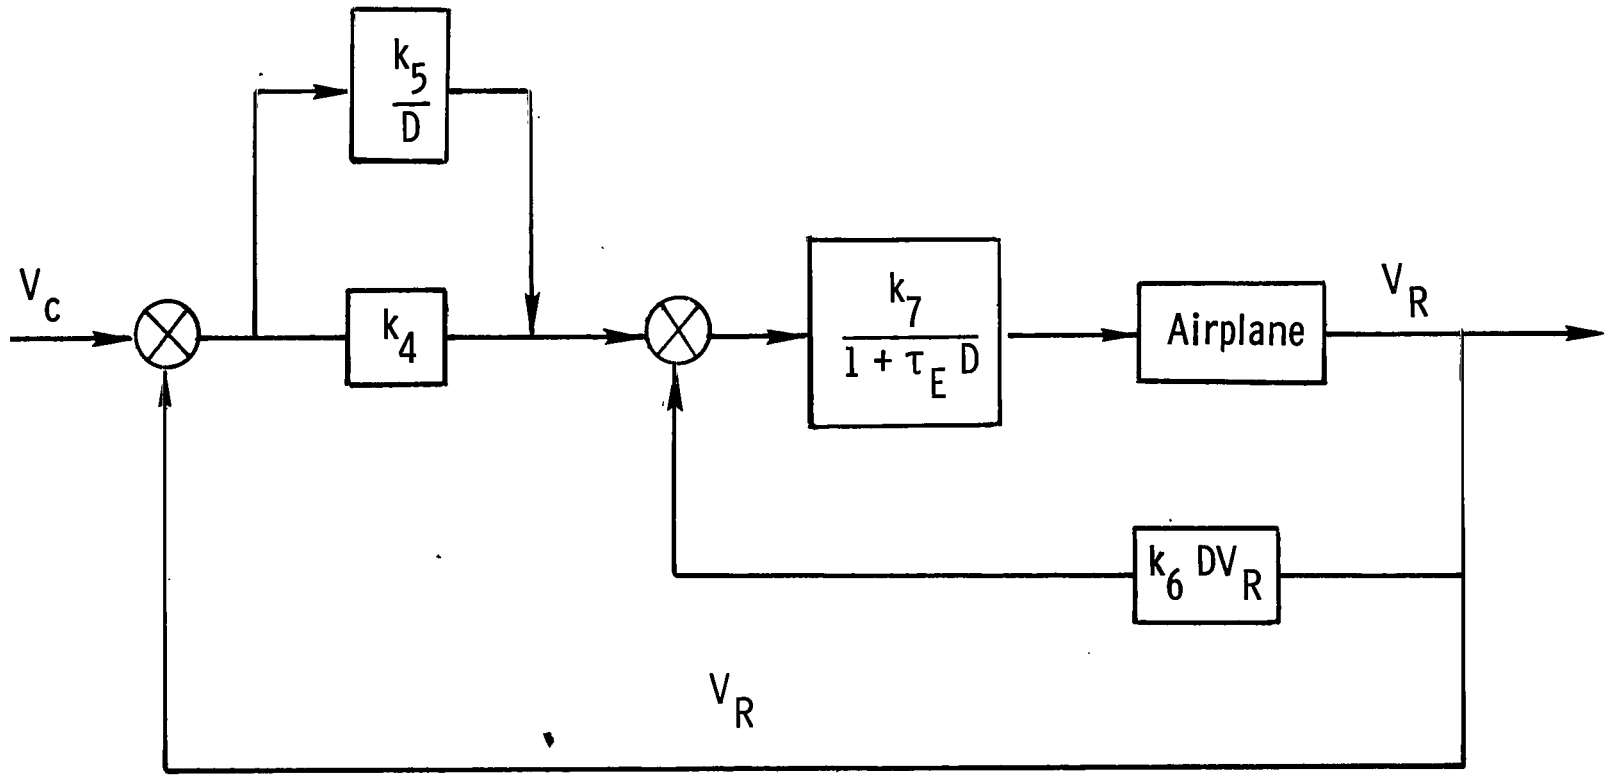 k5
D
Vc
k4
k7
1 + τE D
Airplane
VR
k6 DVR
VR